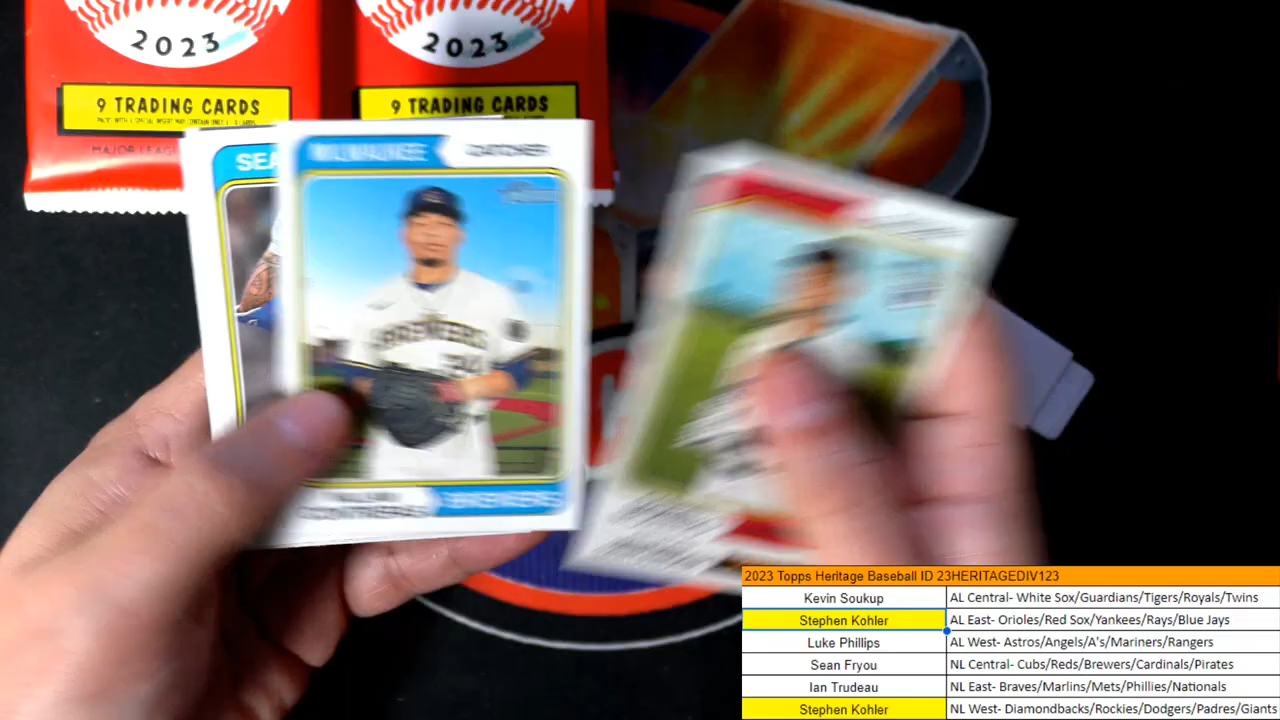 2023
2023
9 TRADING CARDS
9 TRADING CARDS
MAJOR LEAG
SEA
MILWAUKEE
CATCHER
BREWERS
BREWERS
2023 Topps Heritage Baseball ID 23HERITAGEDIV123
Kevin Soukup AL Central- White Sox/Guardians/Tigers/Royals/Twins
Stephen Kohler AL East- Orioles/Red Sox/Yankees/Rays/Blue Jays
Luke Phillips AL West- Astros/Angels/A's/Mariners/Rangers
Sean Fryou NL Central- Cubs/Reds/Brewers/Cardinals/Pirates
Ian Trudeau NL East- Braves/Marlins/Mets/Phillies/Nationals
Stephen Kohler NL West- Diamondbacks/Rockies/Dodgers/Padres/Giants